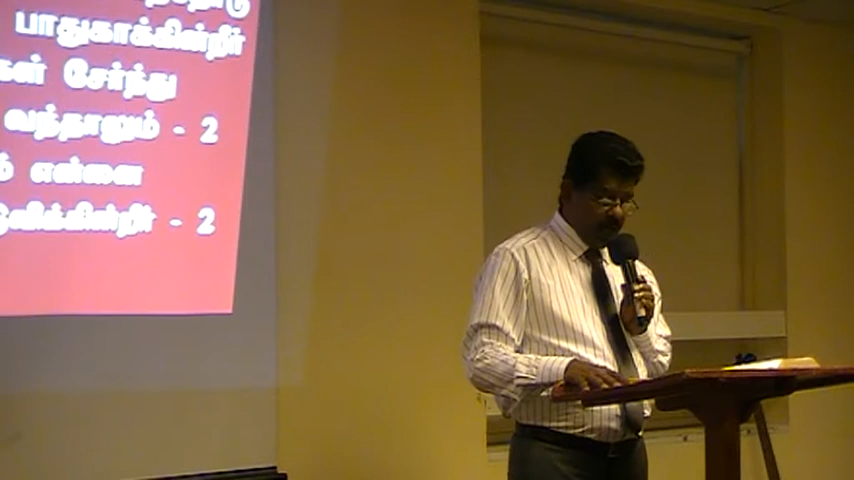 பாதுகாக்கின்றீர்
கள் சேர்ந்து
வந்தாலும் - 2
ம் என்னை
விக்கின்றீர் - 2